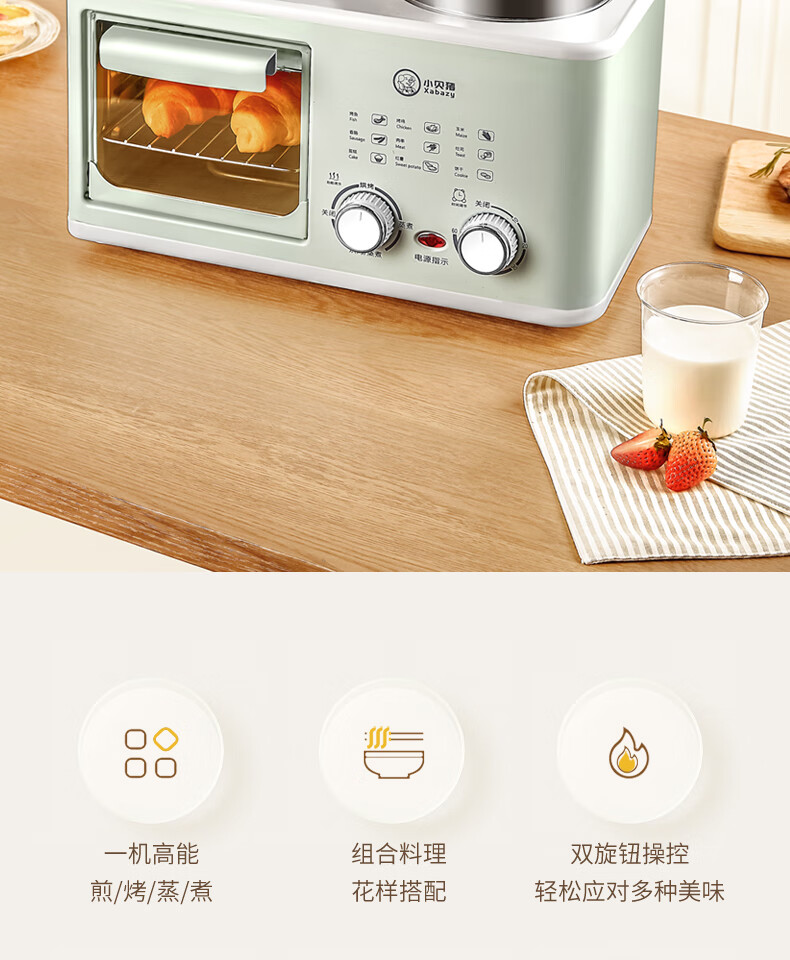 小贝猪
Xabazy
烤鱼
Fish
烤鸡
Chicken
玉米
Maize
香肠
Sausage
烤串
Meat
吐司
Toast
蛋糕
Cake
红薯
Sweet potato
饼干
Cookie
烘烤
关闭
蒸煮
电源指示
关闭
60
一机高能
煎/烤/蒸/煮
组合料理
花样搭配
双旋钮操控
轻松应对多种美味